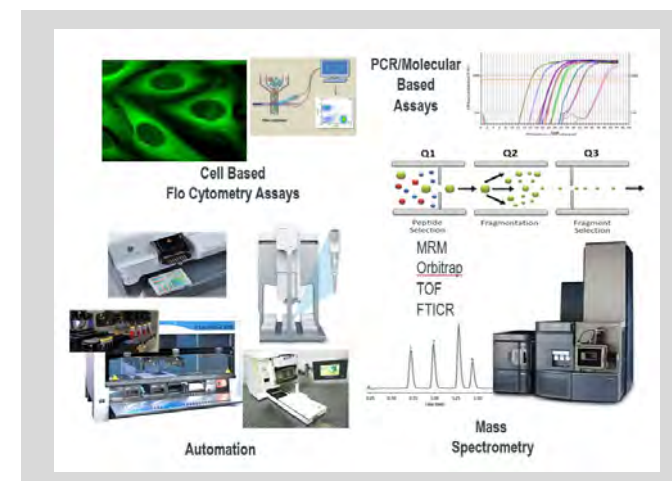 PCR/Molecular
Based
Assays
Cell Based
Flo Cytometry Assays
Q1
Q2
Q3
Peptide
Selection
Fragmentation
Fragment
Selection
MRM
Orbitrap
TOF
FTICR
Automation
Mass
Spectrometry